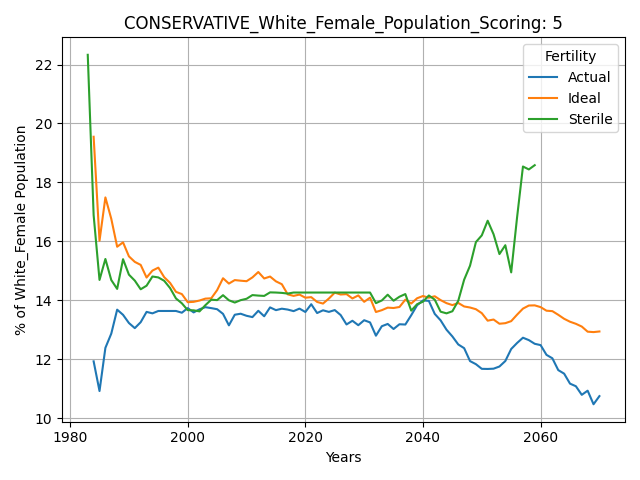 CONSERVATIVE_White_Female_Population_Scoring: 5
% of White_Female Population
22
20
18
16
14
12
10
Fertility
Actual
Ideal
Sterile
1980
2000
2020
2040
2060
Years